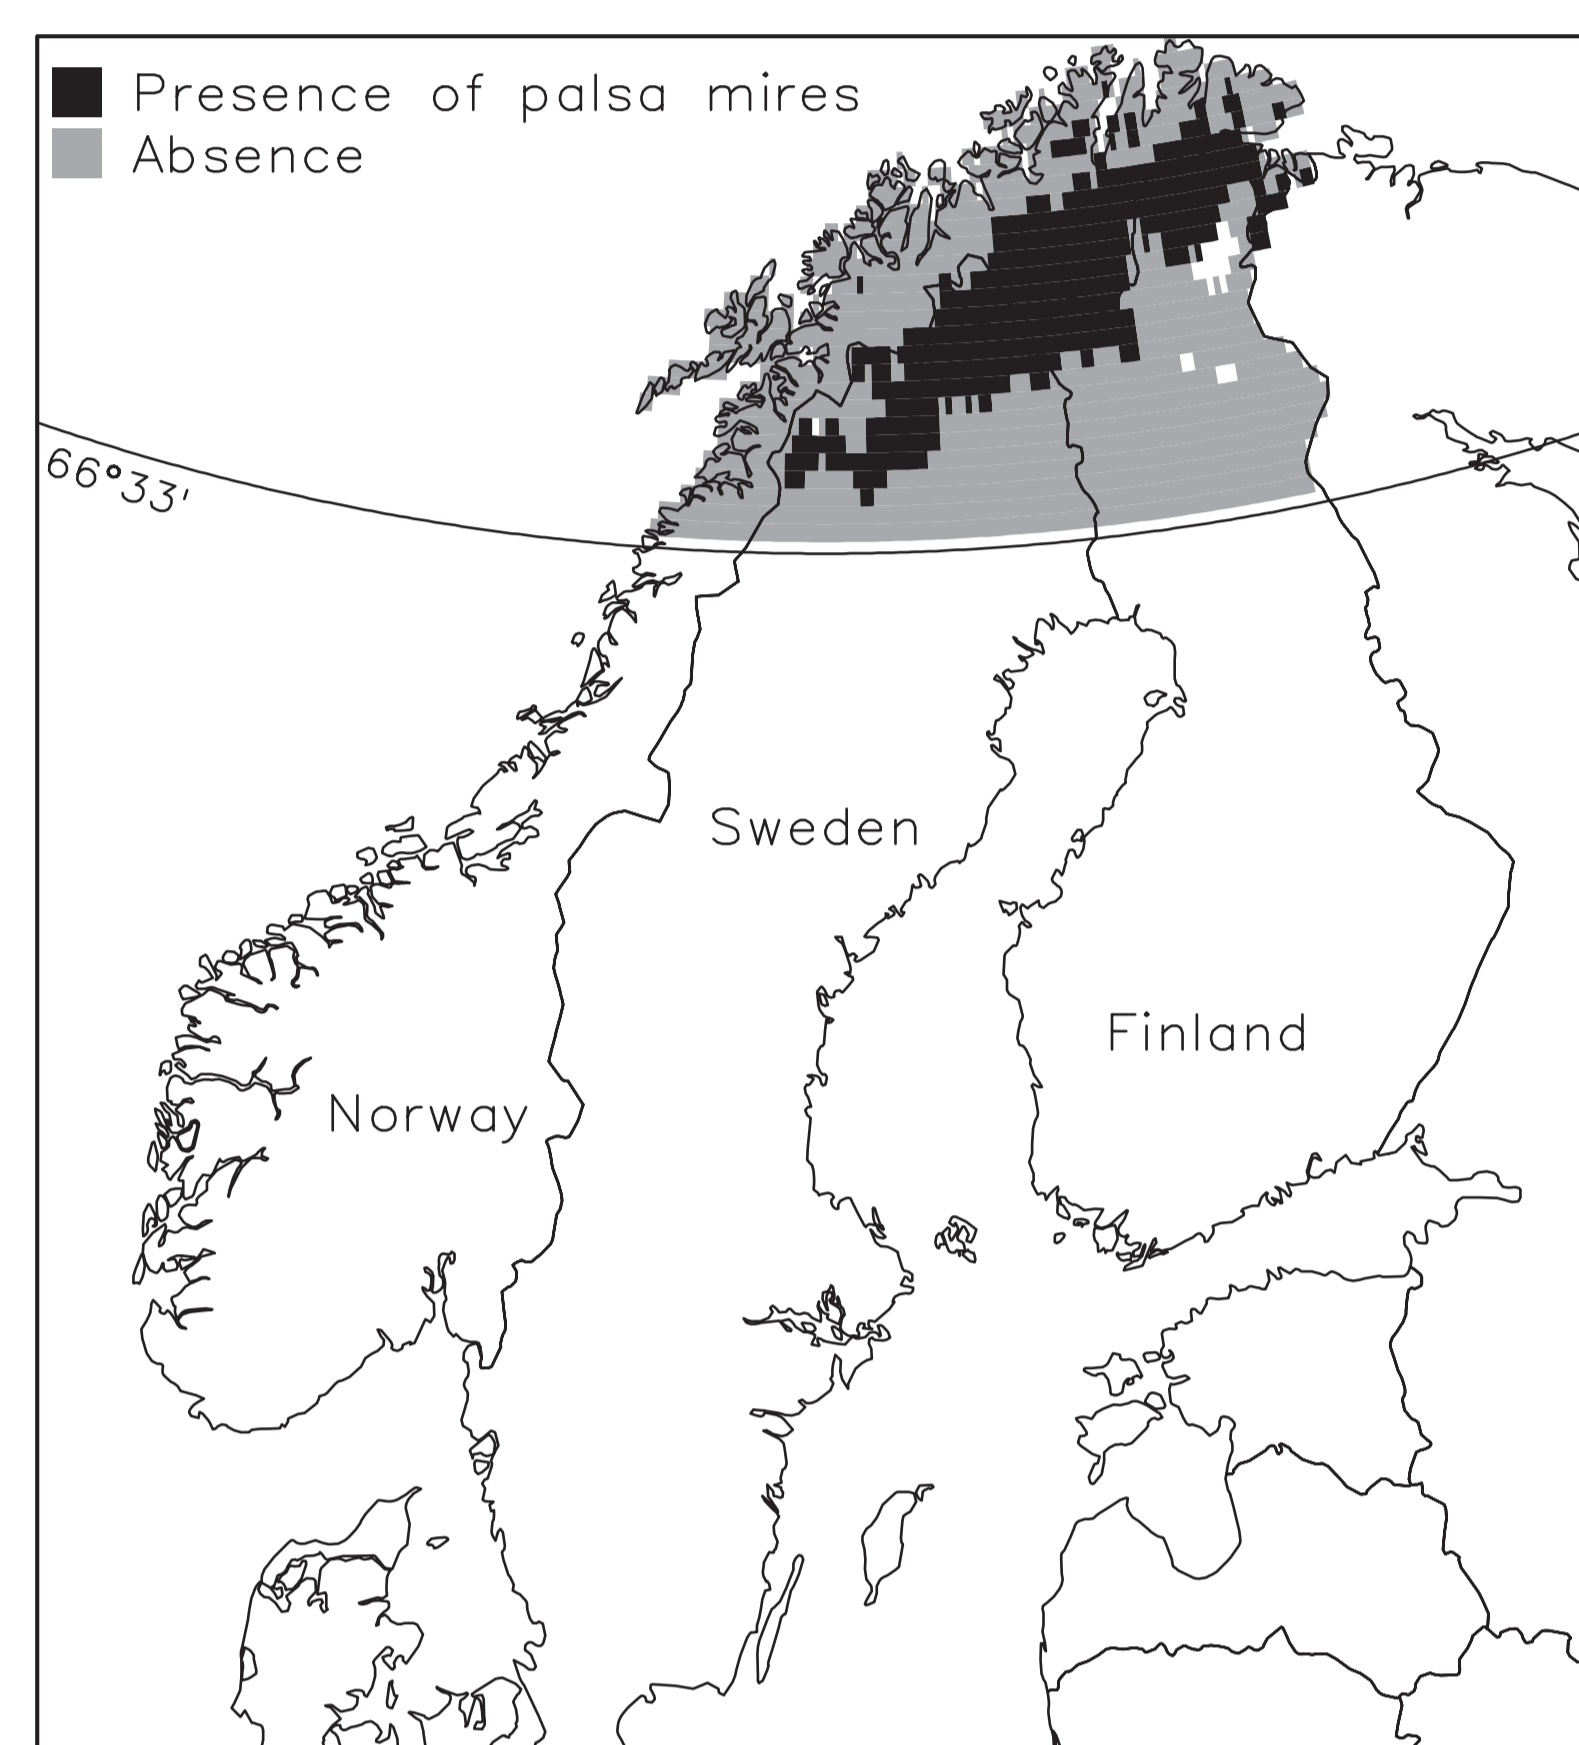 Presence of palsa mires
Absence
66°33'
Sweden
Finland
Norway